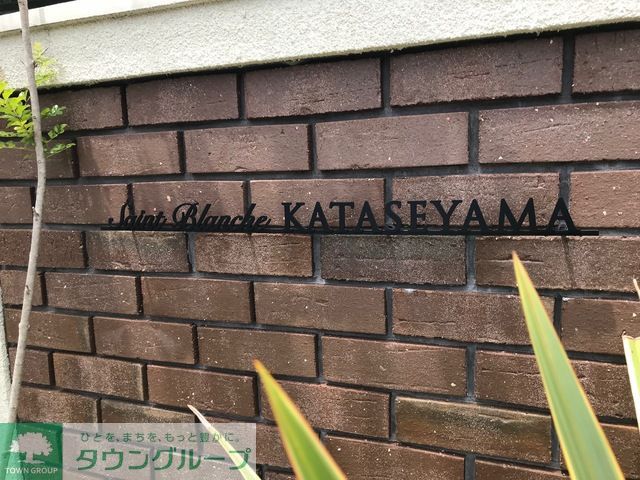 Saint Blanche KATASEYAMA
ひとを、まちを、もっと豊かに。
タウングループ
TOWN GROUP